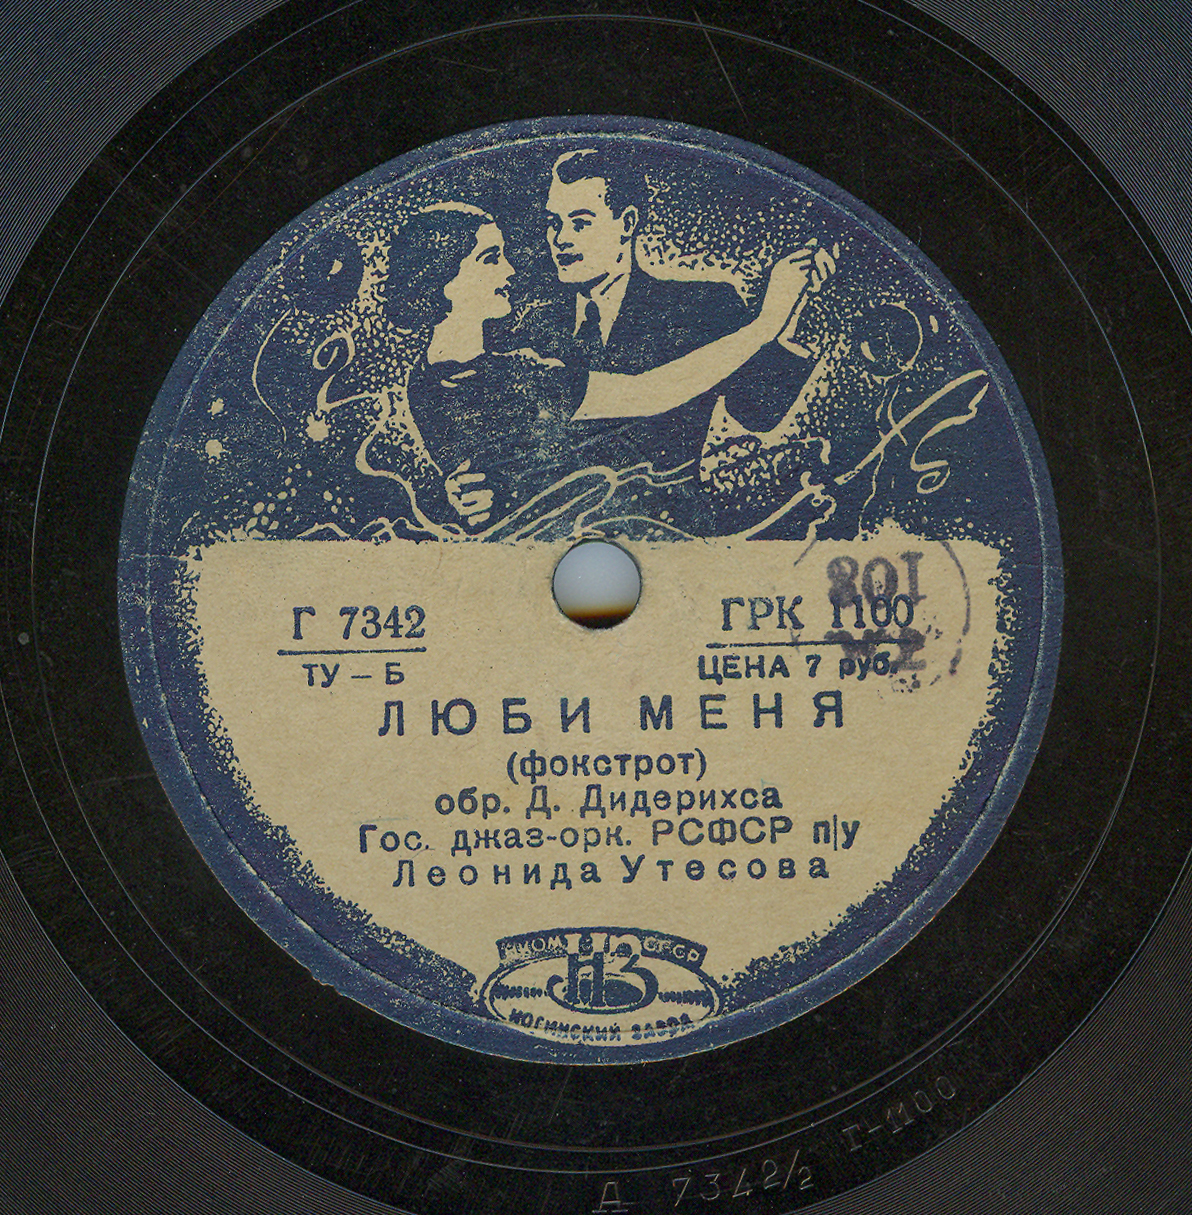 Г 7342
ГРК 1100
ТУ – Б
ЦЕНА 7 руб.
ЛЮБИ МЕНЯ
(фокстрот)
обр. Д. Дидерихса
Гос. джаз-орк. РСФСР п|у
Леонида Утесова
НЗ
НОГИНСКИЙ ЗАВОД
Д 7342/2 Г-1100